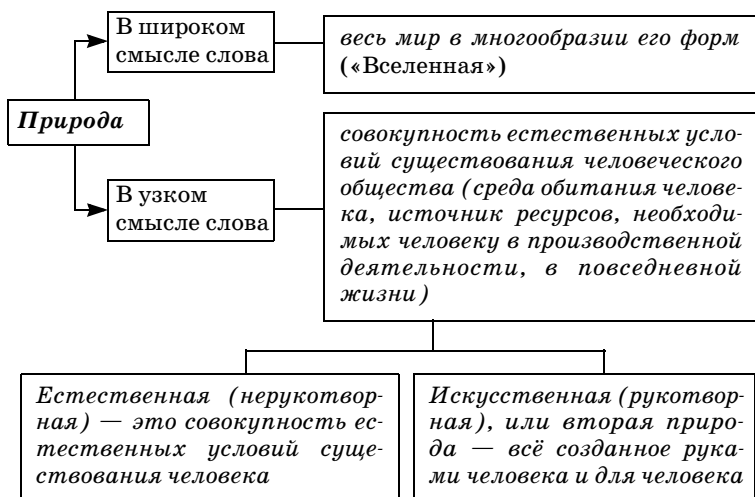 В широком
смысле слова
весь мир в многообразии его форм
(«Вселенная»)
Природа
В узком
смысле слова
совокупность естественных усло-
вий существования человеческого
общества (среда обитания челове-
ка, источник ресурсов, необходи-
мых человеку в производственной
деятельности, в повседневной
жизни)
Естественная (нерукотвор-
ная) — это совокупность ес-
тественных условий суще-
ствования человека
Искусственная (рукотвор-
ная), или вторая приро-
да — всё созданное рука-
ми человека и для человека